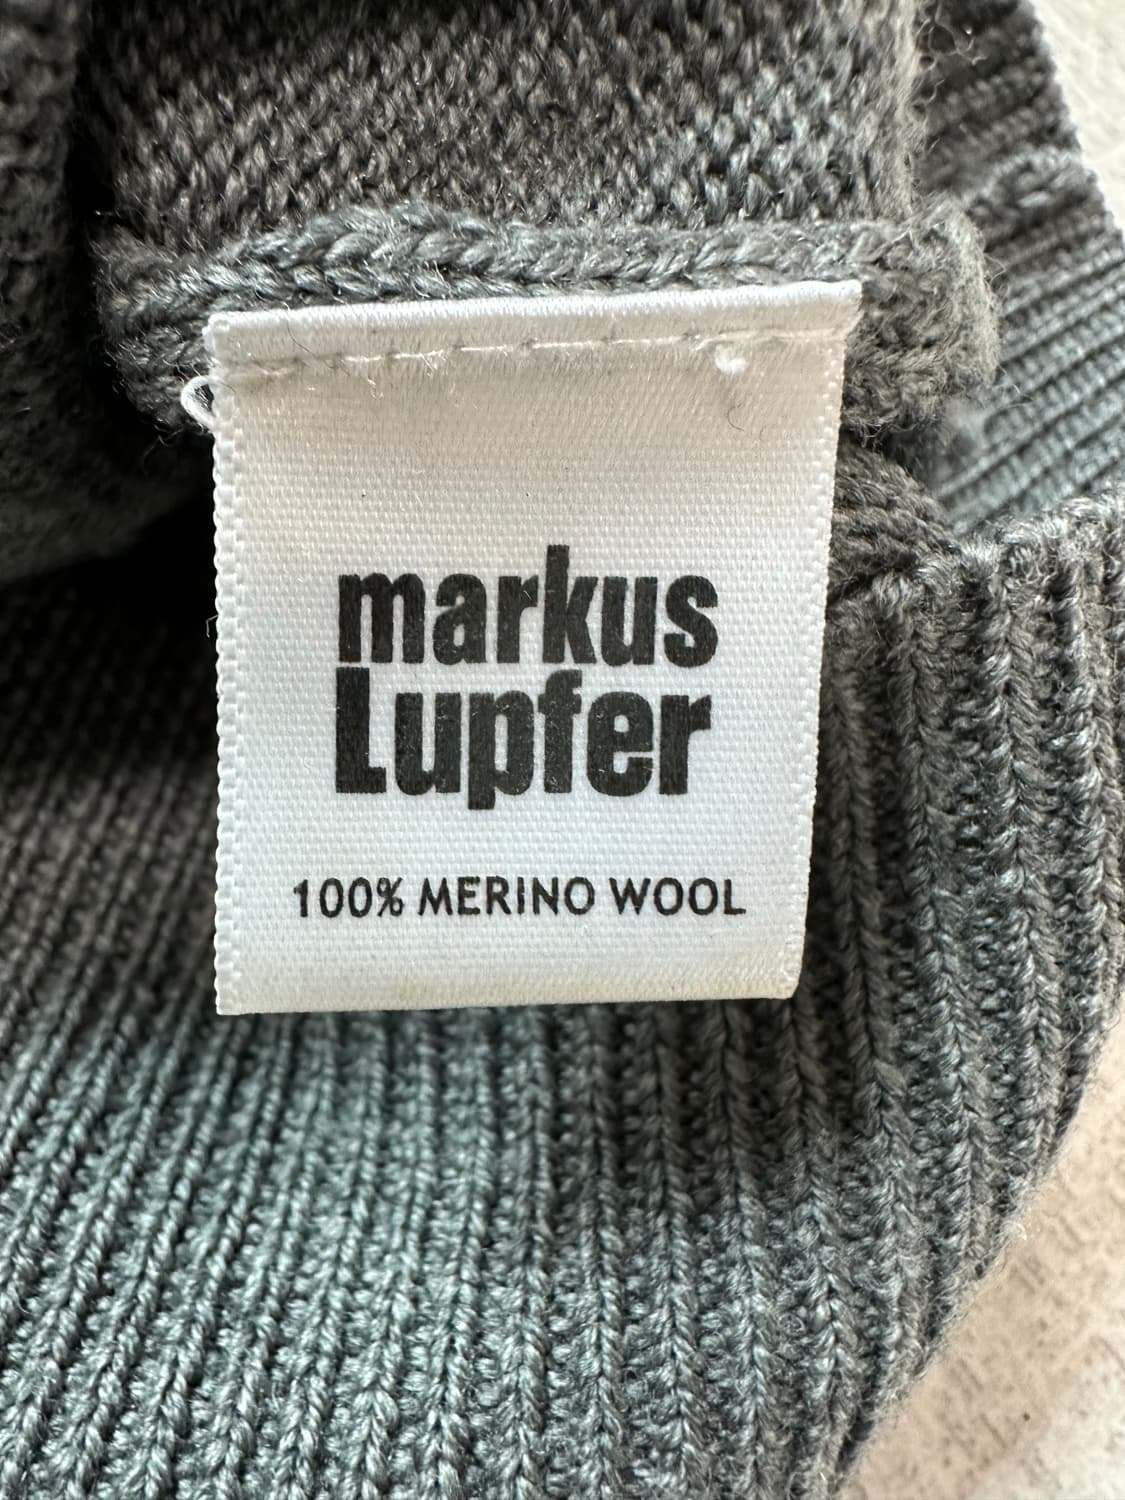 markus
Lupfer
100% MERINO WOOL